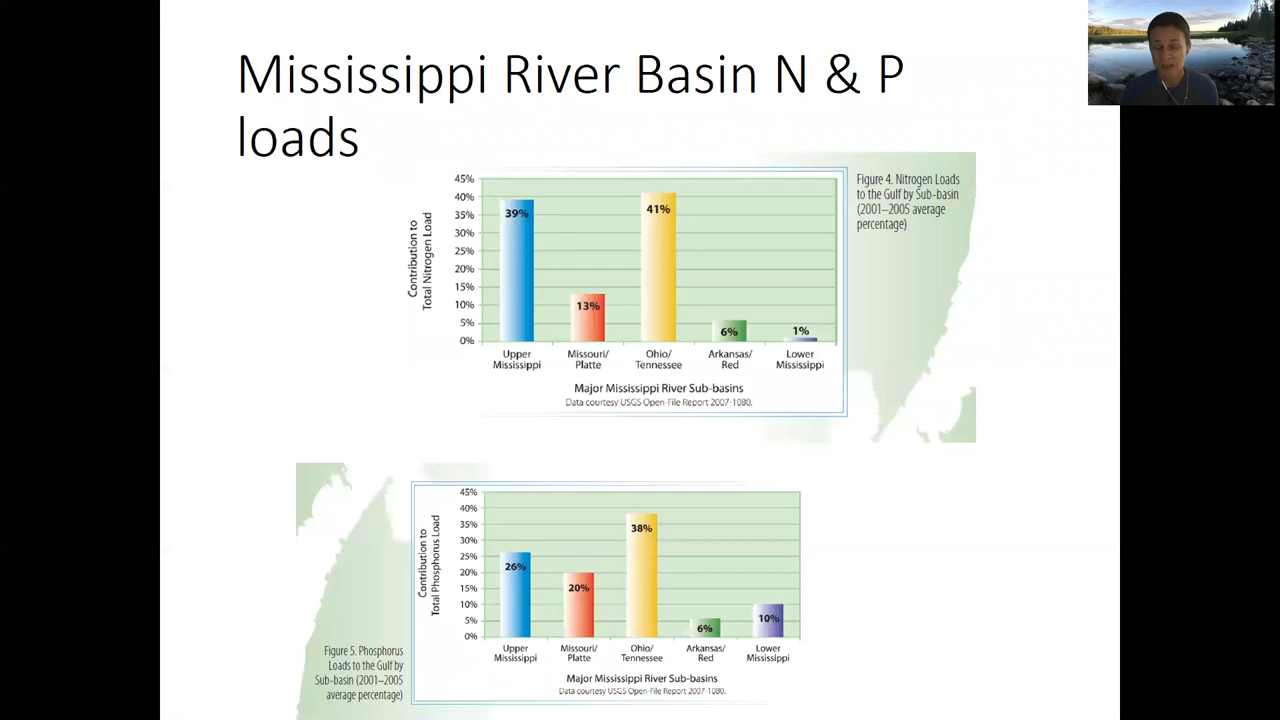 Mississippi River Basin N & P
loads
45%
40%
35%
30%
25%
20%
15%
10%
5%
0%
Contribution to
Total Nitrogen Load
39%
13%
41%
6%
1%
Upper
Mississippi
Missouri/
Platte
Ohio/
Tennessee
Arkansas/
Red
Lower
Mississippi
Major Mississippi River Sub-basins
Data courtesy USGS Open-File Report 2007-1080.
Figure 4. Nitrogen Loads
to the Gulf by Sub-basin
(2001–2005 average
percentage)
45%
40%
35%
30%
25%
20%
15%
10%
5%
0%
Contribution to
Total Phosphorus Load
26%
20%
38%
6%
10%
Upper
Mississippi
Missouri/
Platte
Ohio/
Tennessee
Arkansas/
Red
Lower
Mississippi
Major Mississippi River Sub-basins
Data courtesy USGS Open-File Report 2007-1080.
Figure 5. Phosphorus
Loads to the Gulf by
Sub-basin (2001–2005
average percentage)